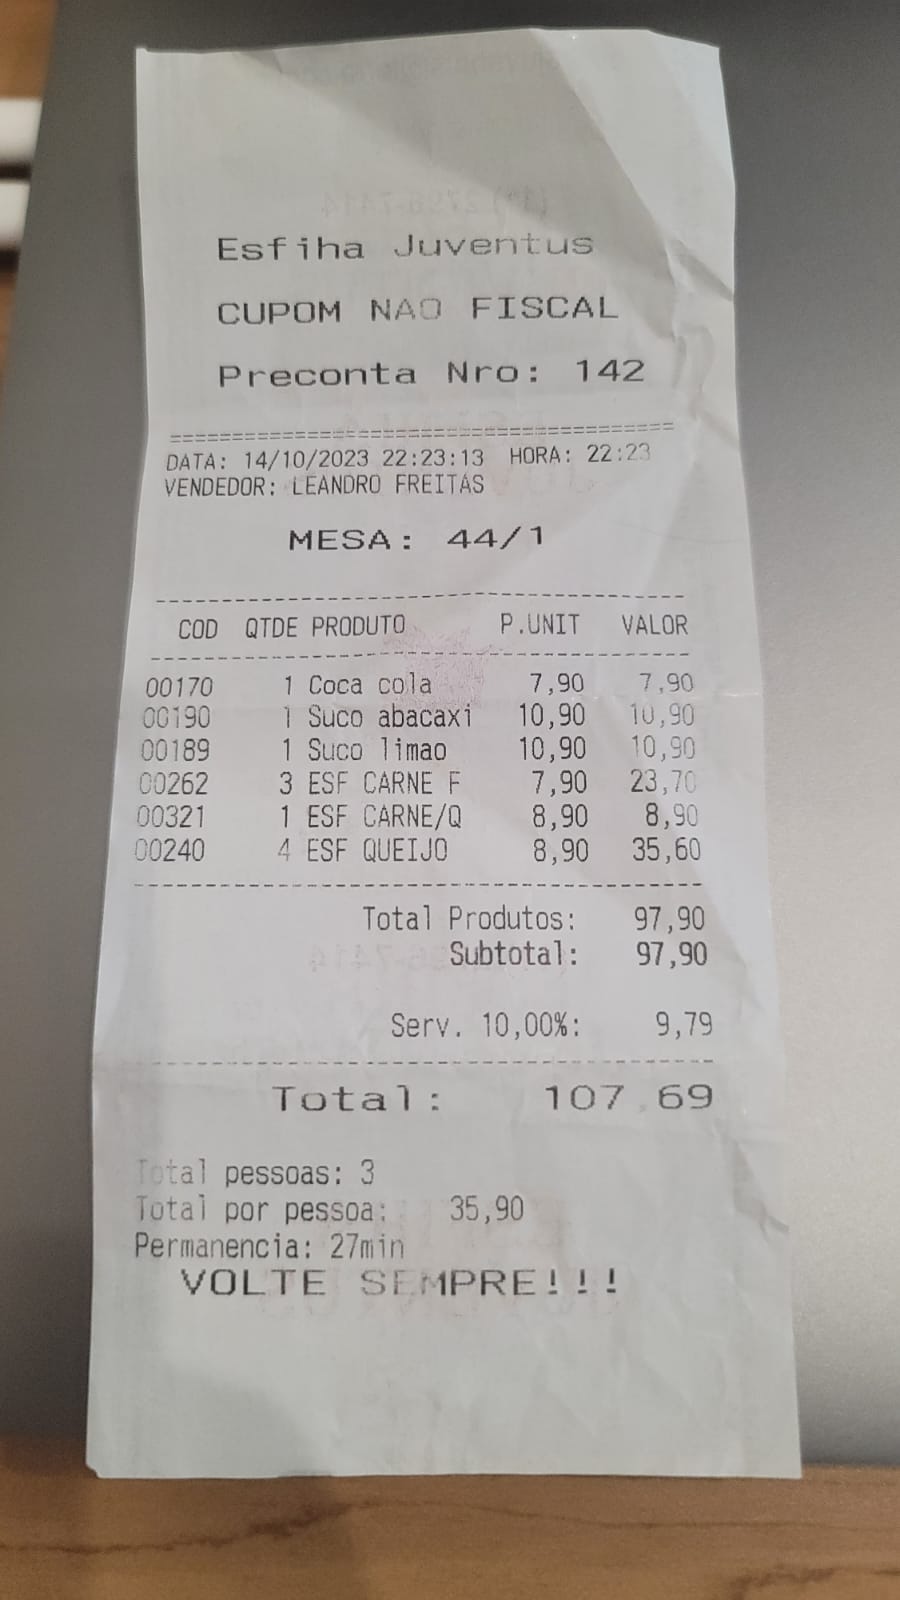 Esfiha Juventus
CUPOM NAO FISCAL
Preconta Nro: 142
========================================
DATA: 14/10/2023 22:23:13 HORA: 22:23
VENDEDOR: LEANDRO FREITAS
MESA: 44/1
COD QTDE PRODUTO P.UNIT VALOR
00170 1 Coca cola 7,90 7,90
00190 1 Suco abacaxi 10,90 10,90
00189 1 Suco limao 10,90 10,90
00262 3 ESF CARNE F 7,90 23,70
00321 1 ESF CARNE/Q 8,90 8,90
00240 4 ESF QUEIJO 8,90 35,60
Total Produtos: 97,90
Subtotal: 97,90
Serv. 10,00%: 9,79
Total: 107,69
Total pessoas: 3
Total por pessoa: 35,90
Permanencia: 27min
VOLTE SEMPRE!!!